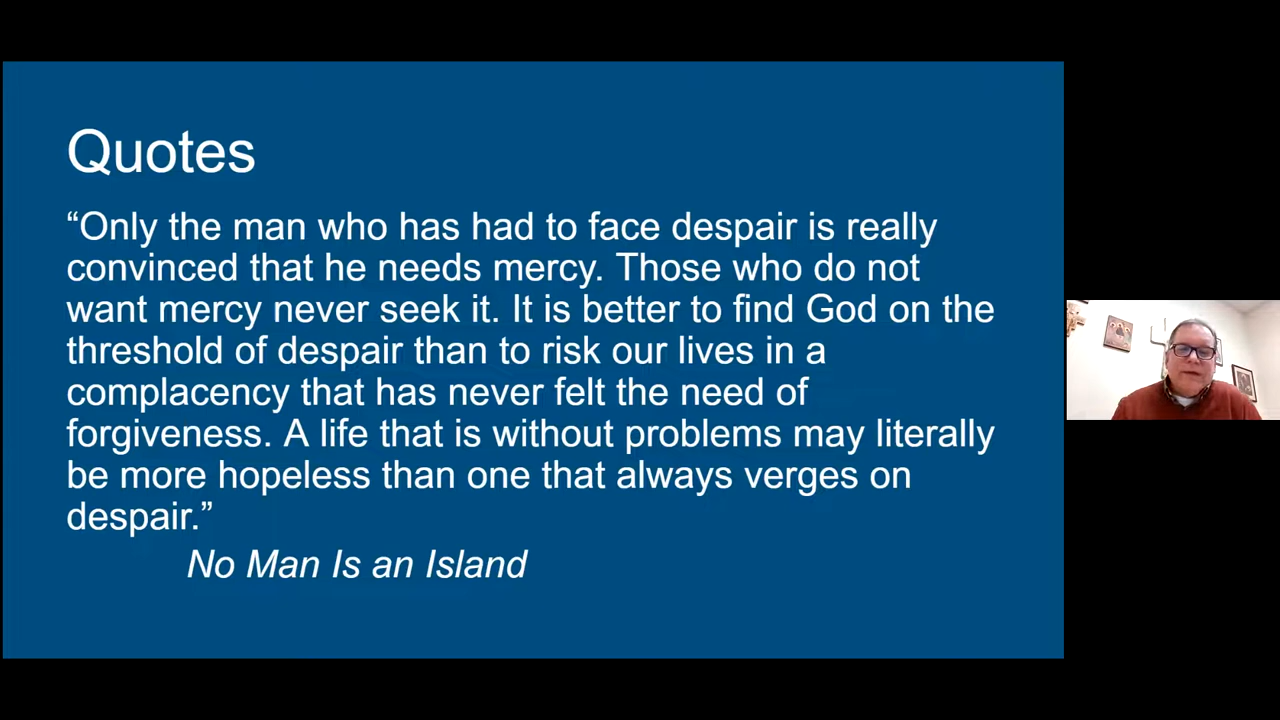 Quotes
“Only the man who has had to face despair is really
convinced that he needs mercy. Those who do not
want mercy never seek it. It is better to find God on the
threshold of despair than to risk our lives in a
complacency that has never felt the need of
forgiveness. A life that is without problems may literally
be more hopeless than one that always verges on
despair.”
No Man Is an Island